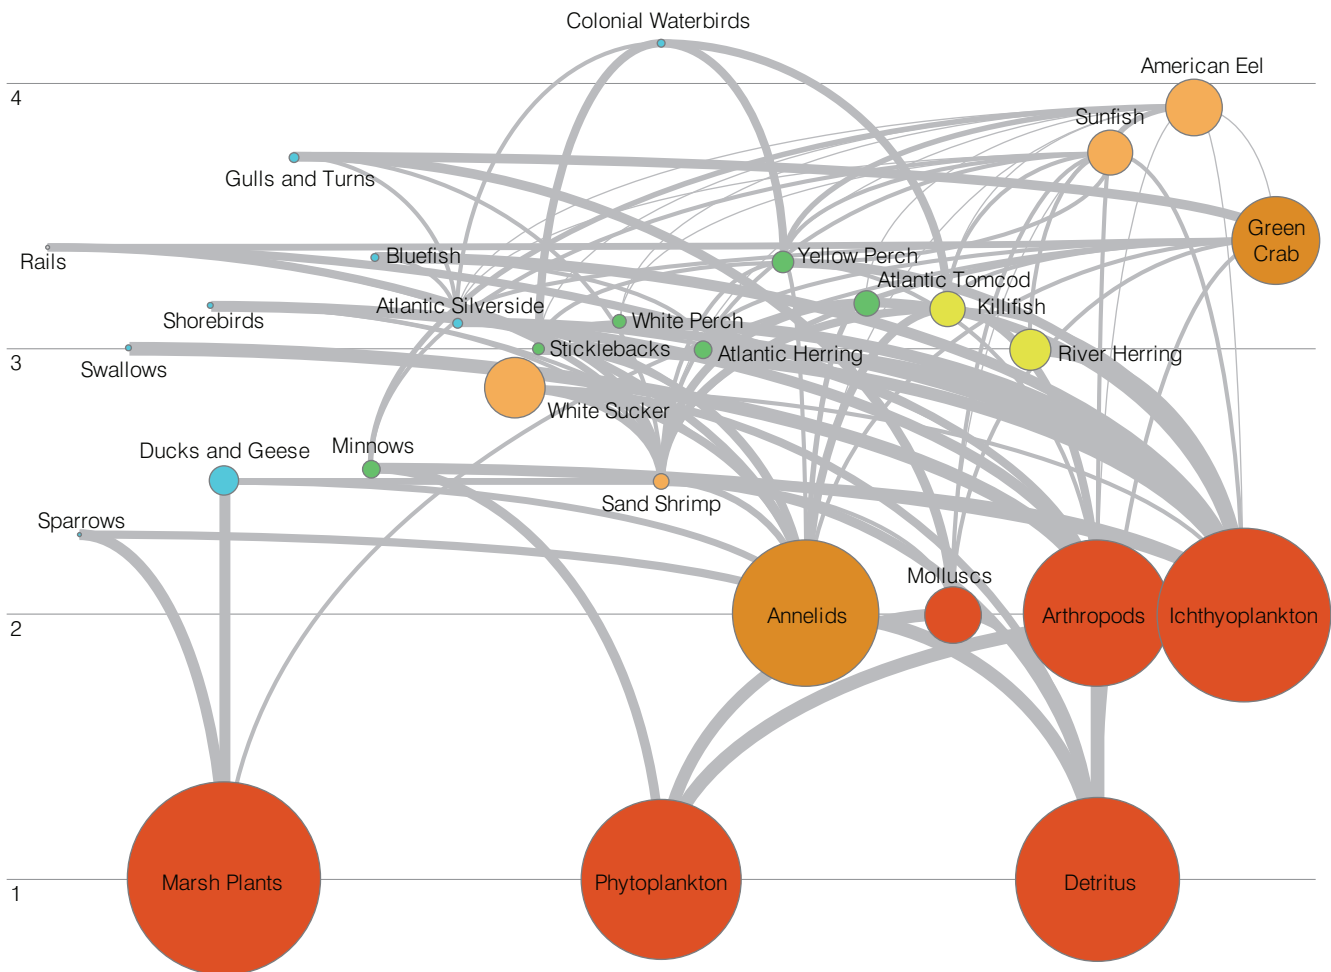 Colonial Waterbirds
American Eel
4
Sunfish
Gulls and Turns
Green
Crab
Rails
Bluefish
Yellow Perch
Atlantic Tomcod
Shorebirds
Atlantic Silverside
White Perch
Killifish
3
Swallows
Sticklebacks
Atlantic Herring
River Herring
White Sucker
Ducks and Geese
Minnows
Sand Shrimp
Sparrows
Molluscs
2
Annelids
Arthropods
Ichthyoplankton
1
Marsh Plants
Phytoplankton
Detritus